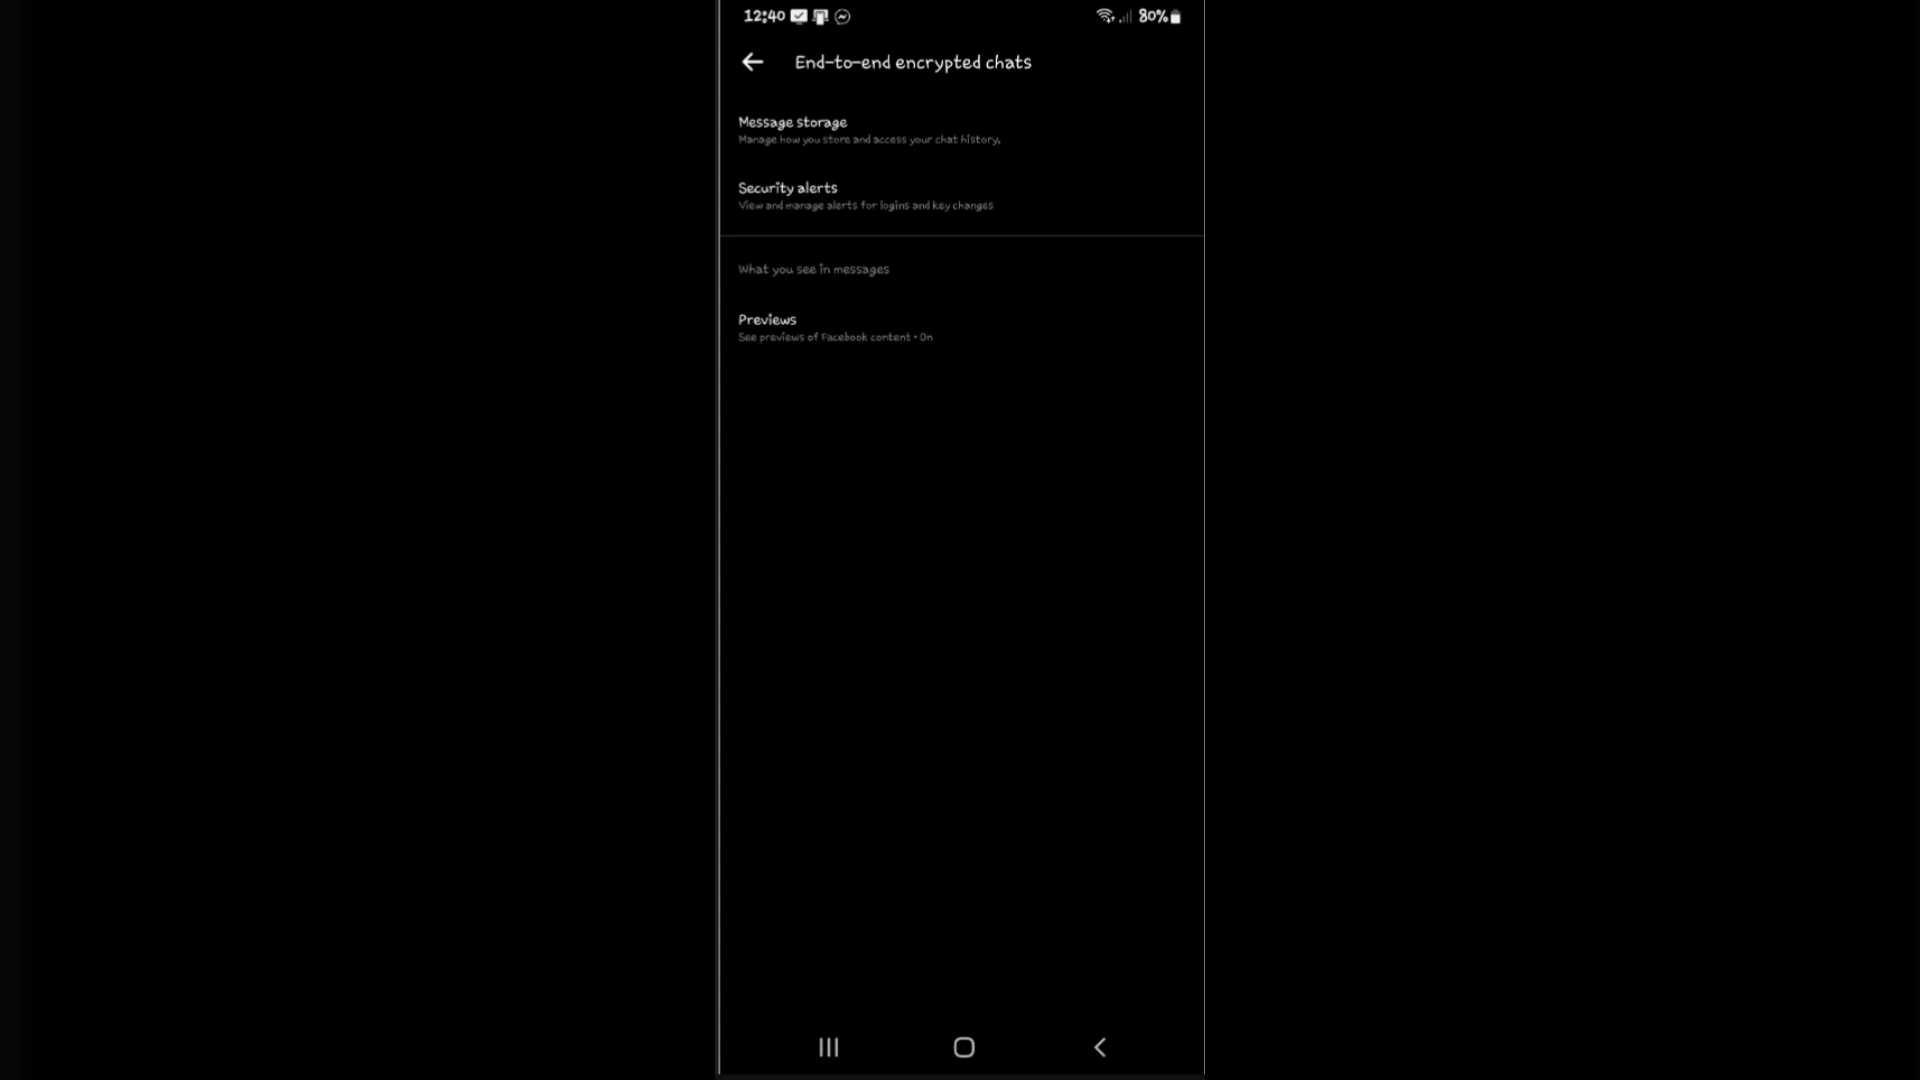 12:40 80%
End-to-end encrypted chats
Message storage
Manage how you store and access your chat history.
Security alerts
View and manage alerts for logins and key changes
What you see in messages
Previews
See previews of Facebook content • On